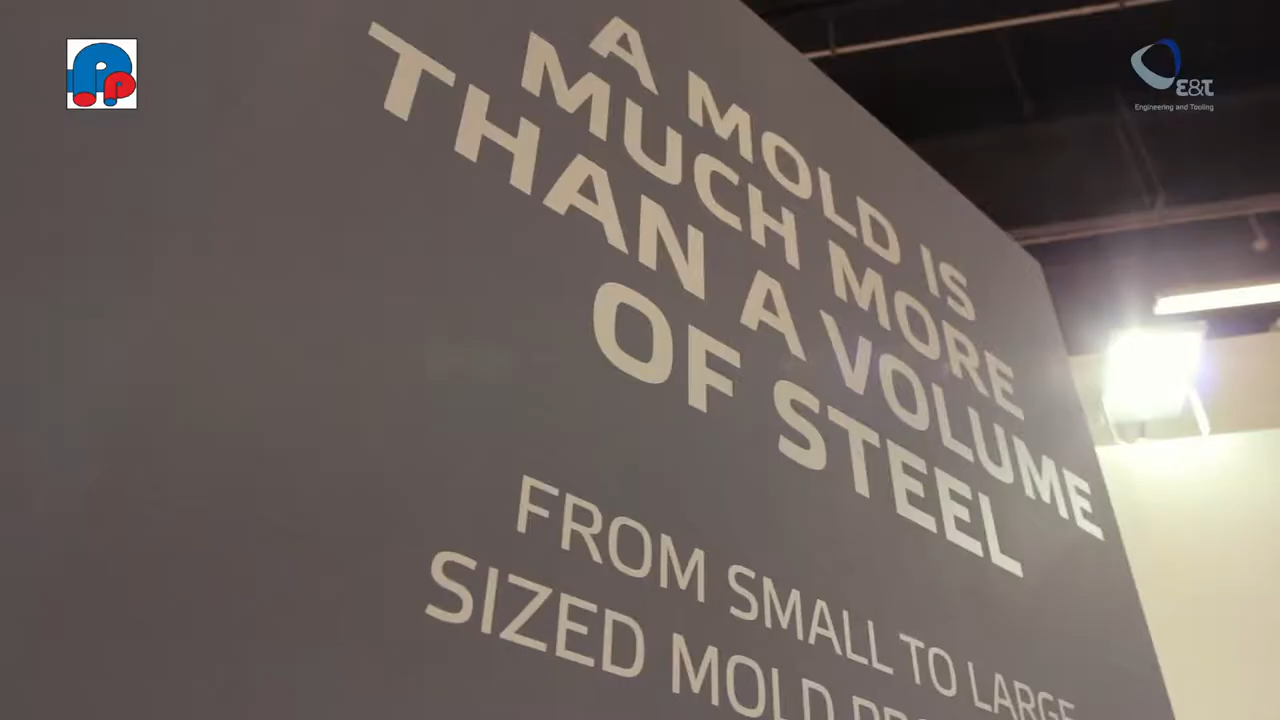 A MOLD IS
MUCH MORE
THAN A VOLUME
OF STEEL
FROM SMALL TO LARGE
SIZED MOLD
E&T
Engineering and Tooling